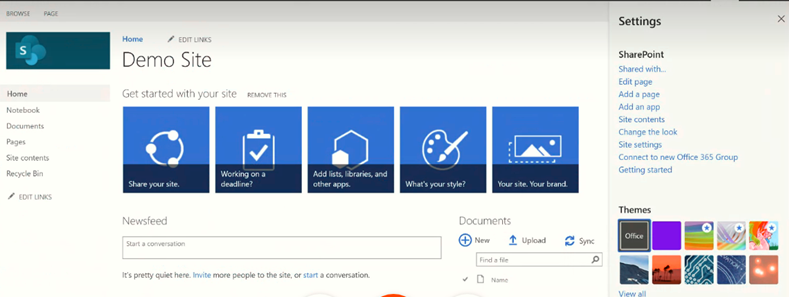 BROWSE PAGE
Settings
Home EDIT LINKS
Demo Site
SharePoint
Shared with...
Edit page
Add a page
Add an app
Site contents
Change the look
Site settings
Connect to new Office 365 Group
Getting started
S
Home
Notebook
Documents
Pages
Site contents
Recycle Bin
EDIT LINKS
Get started with your site REMOVE THIS
Share your site.
Working on a
deadline?
Add lists, libraries, and
other apps.
What's your style?
Your site. Your brand.
Newsfeed
Start a conversation
It's pretty quiet here. Invite more people to the site, or start a conversation.
Documents
New Upload Sync
Find a file
Name
Themes
Office
View all